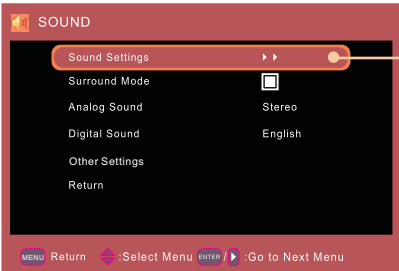 SOUND
Sound Settings
Surround Mode
Analog Sound Stereo
Digital Sound English
Other Settings
Return
MENU Return :Select Menu ENTER / :Go to Next Menu